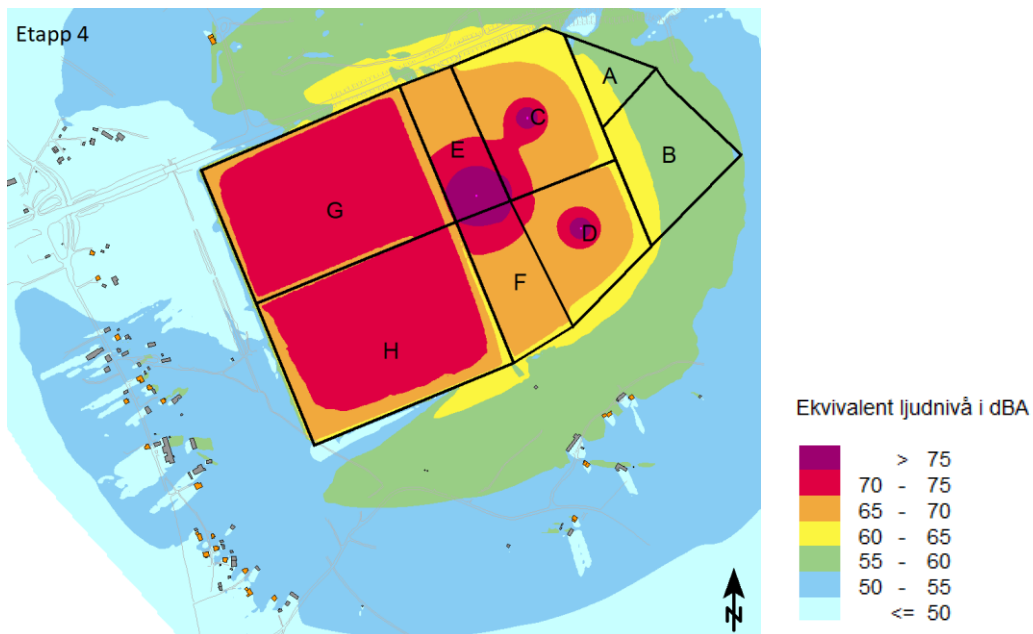 Etapp 4
A
C
E
B
G
D
F
H
N
Ekvivalent ljudnivå i dBA
> 75
70 - 75
65 - 70
60 - 65
55 - 60
50 - 55
<= 50